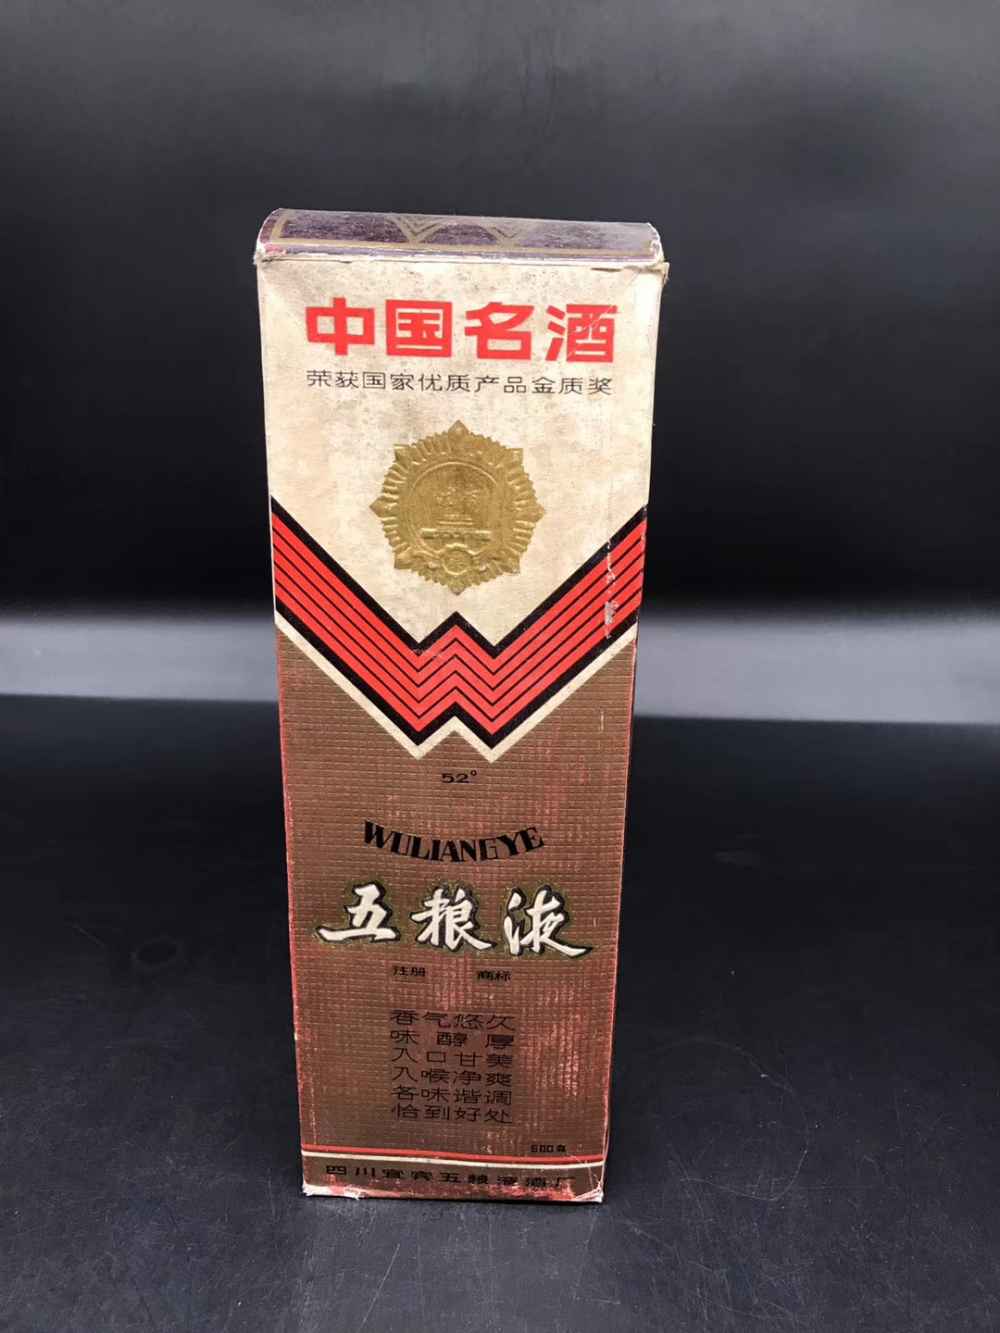 中国名酒
荣获国家优质产品金质奖
52°
WULIANGYE
五粮液
注册 商标
香气悠久
味醇厚
入口甘美
入喉净爽
各味谐调
恰到好处
500克
四川宜宾五粮液酒厂